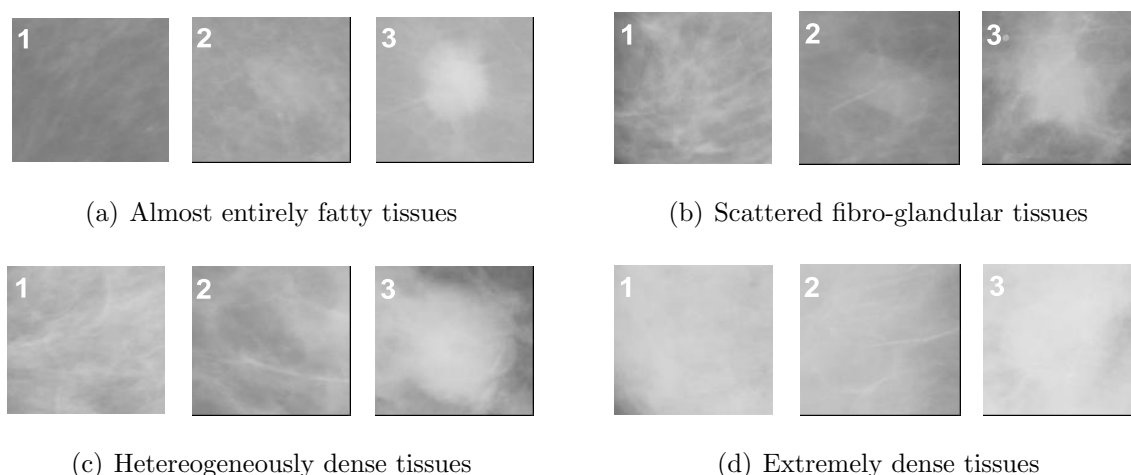 1 2 3 1 2 3
(a) Almost entirely fatty tissues (b) Scattered fibro-glandular tissues
1 2 3 1 2 3
(c) Hetereogeneously dense tissues (d) Extremely dense tissues